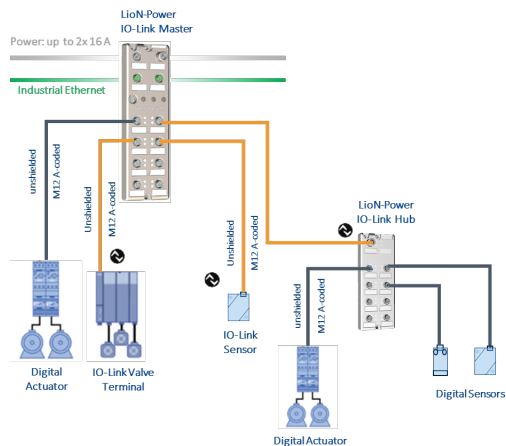 LioN-Power
IO-Link Master
Power: up to 2x 16 A
Industrial Ethernet
unshielded
M12 A-coded
Unshielded
M12 A-coded
Unshielded
M12 A-coded
LioN-Power
IO-Link Hub
unshielded
M12 A-coded
Digital
Actuator
IO-Link Valve
Terminal
IO-Link
Sensor
Digital Sensors
Digital Actuator